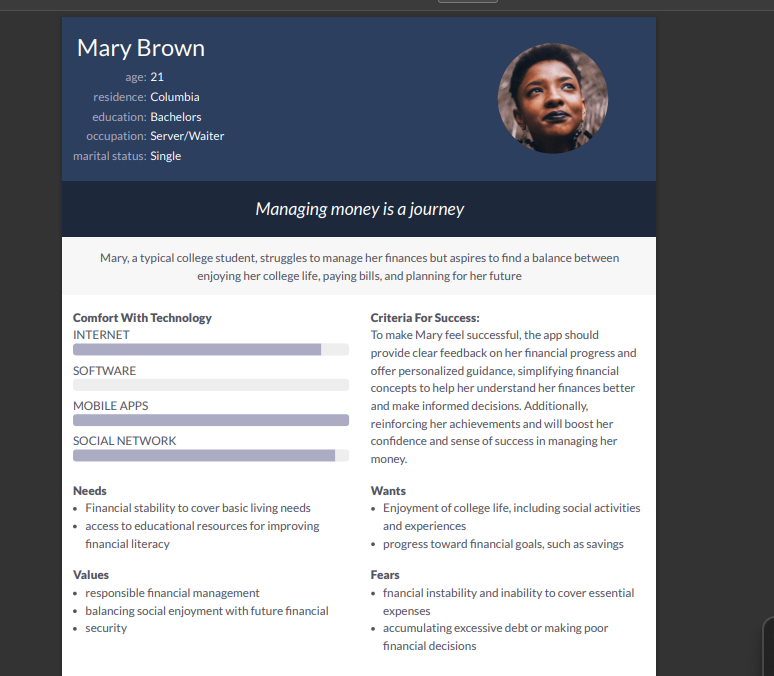 Mary Brown
age: 21
residence: Columbia
education: Bachelors
occupation: Server/Waiter
marital status: Single
Managing money is a journey
Mary, a typical college student, struggles to manage her finances but aspires to find a balance between
enjoying her college life, paying bills, and planning for her future
Comfort With Technology
INTERNET
SOFTWARE
MOBILE APPS
SOCIAL NETWORK
Criteria For Success:
To make Mary feel successful, the app should
provide clear feedback on her financial progress and
offer personalized guidance, simplifying financial
concepts to help her understand her finances better
and make informed decisions. Additionally,
reinforcing her achievements and will boost her
confidence and sense of success in managing her
money.
Needs
• Financial stability to cover basic living needs
• access to educational resources for improving
financial literacy
Wants
• Enjoyment of college life, including social activities
and experiences
• progress toward financial goals, such as savings
Values
• responsible financial management
• balancing social enjoyment with future financial
• security
Fears
• fnancial instability and inability to cover essential
expenses
• accumulating excessive debt or making poor
financial decisions